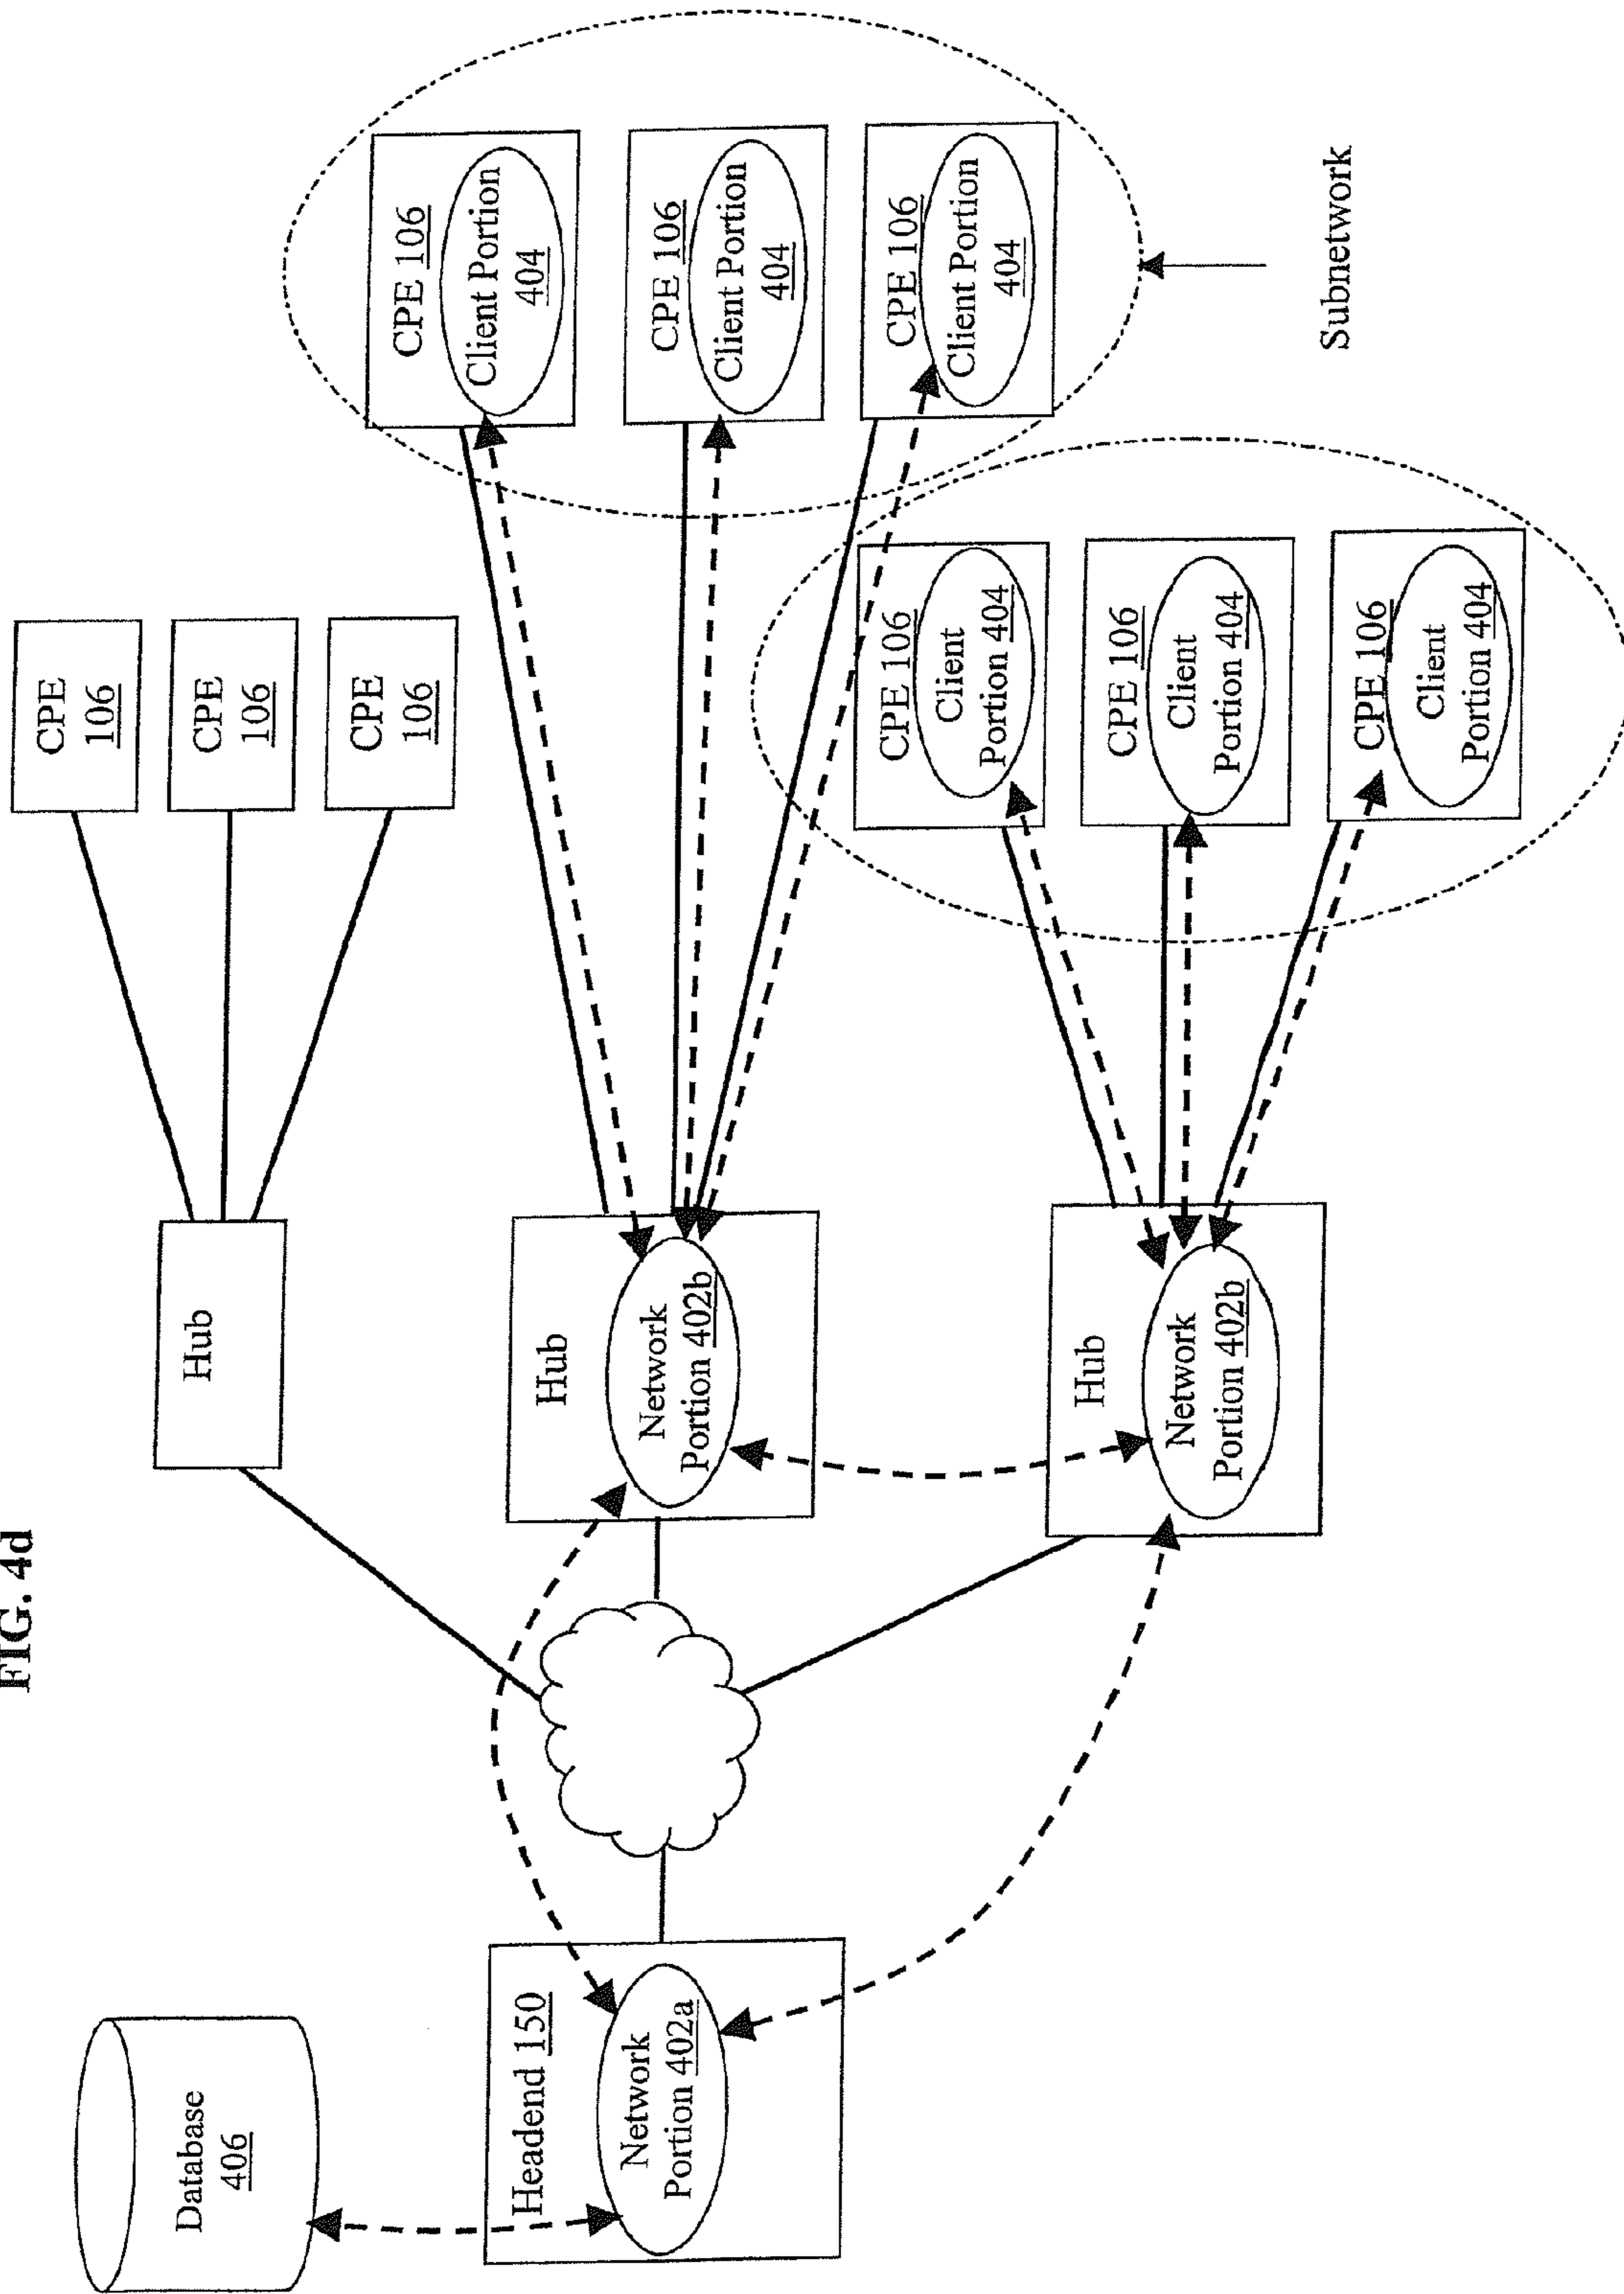 FIG. 4d
Database
406
Headend 150
Network
Portion 402a
Hub
Hub
Network
Portion 402b
Hub
Network
Portion 402b
CPE
106
CPE
106
CPE
106
CPE 106
Client Portion
404
CPE 106
Client Portion
404
CPE 106
Client Portion
404
CPE 106
Client
Portion 404
CPE 106
Client
Portion 404
CPE 106
Client
Portion 404
Subnetwork